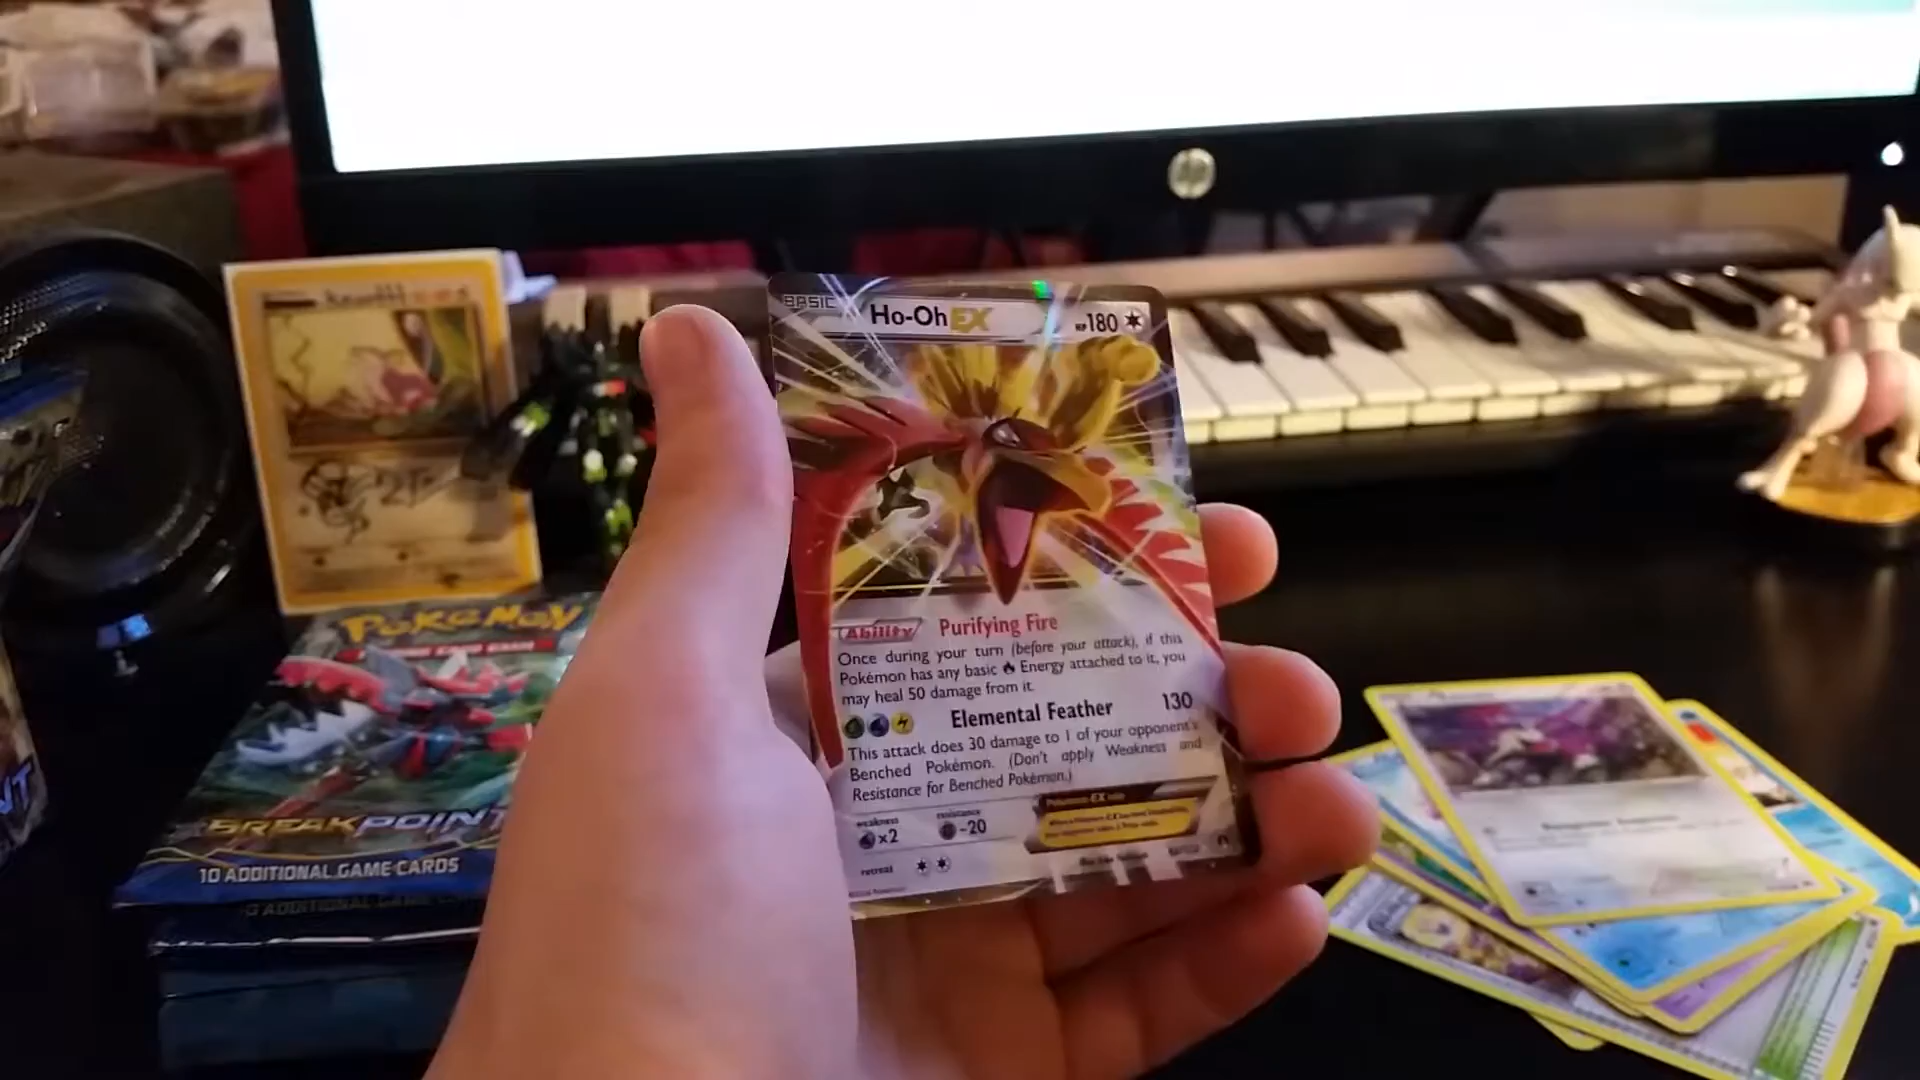 hp
BASIC
Ho-Oh EX
HP180
Ability Purifying Fire
Once during your turn (before your attack), if this
Pokémon has any basic Energy attached to it, you
may heal 50 damage from it.
Elemental Feather 130
This attack does 30 damage to 1 of your opponent's
Benched Pokémon. (Don't apply Weakness and
Resistance for Benched Pokémon.)
weakness
x2
resistance
-20
retreat
Pokémon-EX rule
POKéMON
TRADING CARD GAME
BREAKPOINT
10 ADDITIONAL GAME CARDS